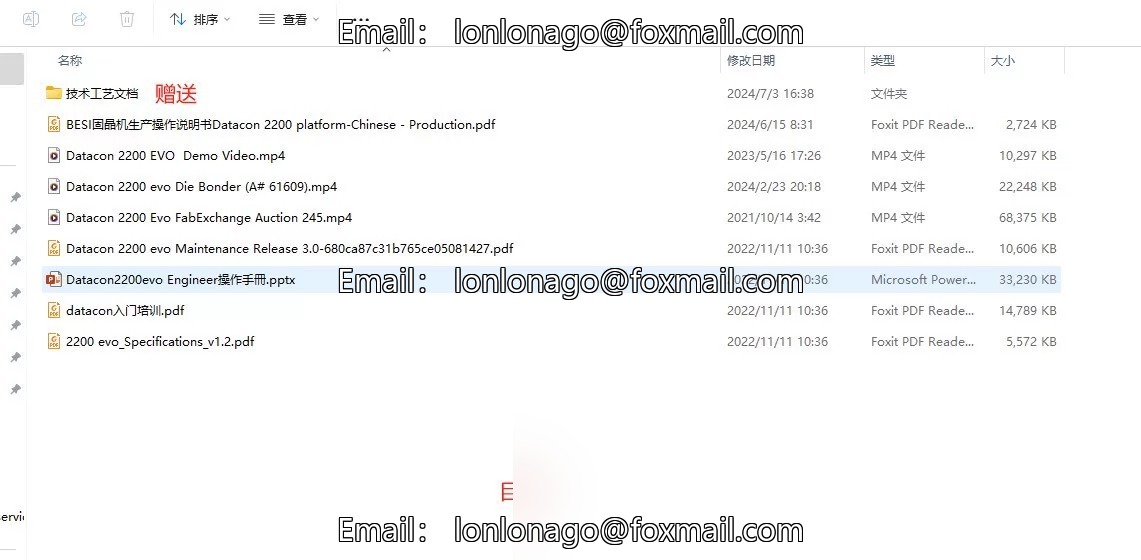 排序 查看 ...
Email： lonlonago@foxmail.com
名称 修改日期 类型 大小
技术工艺文档 赠送 2024/7/3 16:38 文件夹
BESI固晶机生产操作说明书Datacon 2200 platform-Chinese - Production.pdf 2024/6/15 8:31 Foxit PDF Reade... 2,724 KB
Datacon 2200 EVO  Demo Video.mp4 2023/5/16 17:26 MP4 文件 10,297 KB
Datacon 2200 evo Die Bonder (A# 61609).mp4 2024/2/23 20:18 MP4 文件 22,248 KB
Datacon 2200 Evo FabExchange Auction 245.mp4 2021/10/14 3:42 MP4 文件 68,375 KB
Datacon 2200 evo Maintenance Release 3.0-680ca87c31b765ce05081427.pdf 2022/11/11 10:36 Foxit PDF Reade... 10,606 KB
Datacon2200evo Engineer操作手冊.pptx 10:36 Microsoft Power... 33,230 KB
Email： lonlonago@foxmail.com
datacon入门培训.pdf 2022/11/11 10:36 Foxit PDF Reade... 14,789 KB
2200 evo_Specifications_v1.2.pdf 2022/11/11 10:36 Foxit PDF Reade... 5,572 KB
Email： lonlonago@foxmail.com